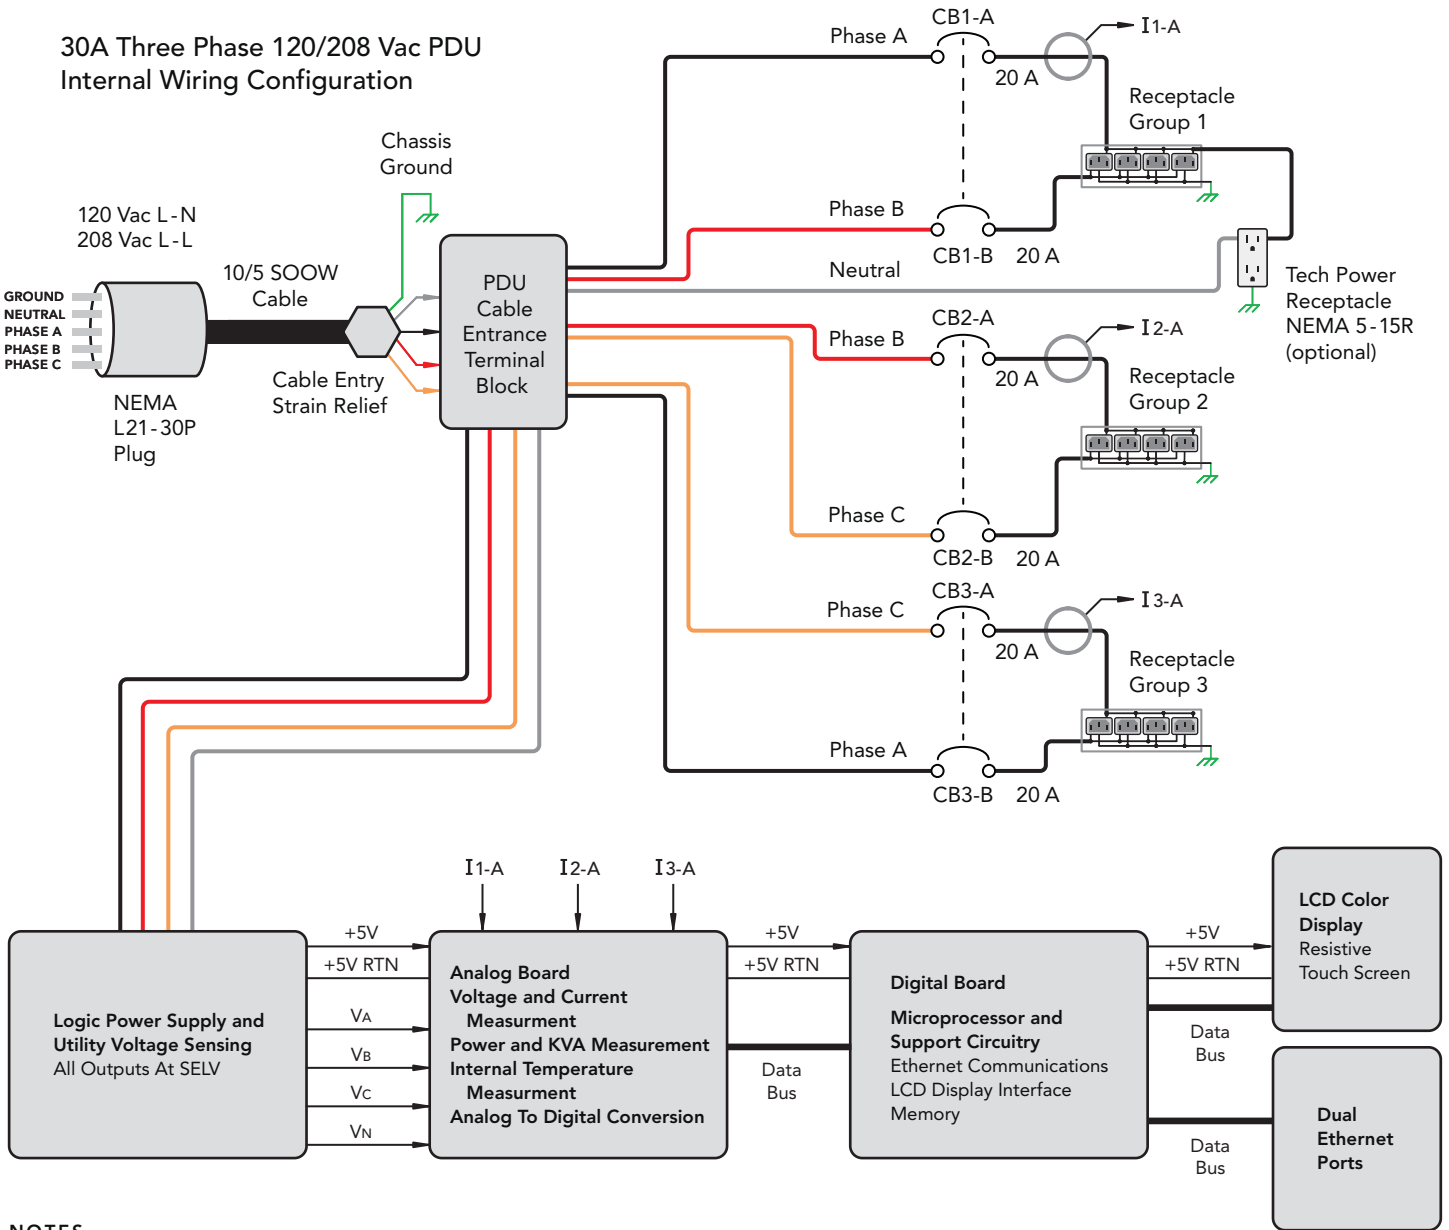 30A Three Phase 120/208 Vac PDU
Internal Wiring Configuration
Chassis
Ground
120 Vac L-N
208 Vac L-L
10/5 SOOW
Cable
GROUND
NEUTRAL
PHASE A
PHASE B
PHASE C
NEMA
L21-30P
Plug
Cable Entry
Strain Relief
PDU
Cable
Entrance
Terminal
Block
Phase A
CB1-A
20 A
I1-A
Receptacle
Group 1
Phase B
CB1-B
20 A
Neutral
Tech Power
Receptacle
NEMA 5-15R
(optional)
Phase B
CB2-A
20 A
I2-A
Receptacle
Group 2
Phase C
CB2-B
20 A
Phase C
CB3-A
20 A
I3-A
Receptacle
Group 3
Phase A
CB3-B
20 A
I1-A
I2-A
I3-A
Logic Power Supply and
Utility Voltage Sensing
All Outputs At SELV
+5V
+5V RTN
VA
VB
VC
VN
Analog Board
Voltage and Current
Measurment
Power and KVA Measurement
Internal Temperature
Measurment
Analog To Digital Conversion
+5V
+5V RTN
Data
Bus
Digital Board
Microprocessor and
Support Circuitry
Ethernet Communications
LCD Display Interface
Memory
+5V
+5V RTN
Data
Bus
Data
Bus
LCD Color
Display
Resistive
Touch Screen
Dual
Ethernet
Ports
NOTES